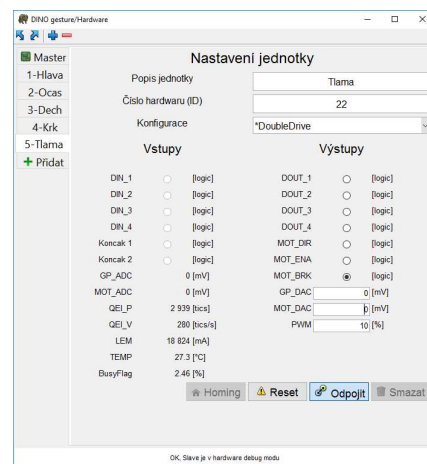 DINO gesture/Hardware
Master
1-Hlava
2-Ocas
3-Dech
4-Krk
5-Tlama
Přidat
Nastavení jednotky
Popis jednotky Tlama
Číslo hardwaru (ID) 22
Konfigurace *DoubleDrive
Vstupy Výstupy
DIN_1 [logic] DOUT_1 [logic]
DIN_2 [logic] DOUT_2 [logic]
DIN_3 [logic] DOUT_3 [logic]
DIN_4 [logic] DOUT_4 [logic]
Koncak 1 [logic] MOT_DIR [logic]
Koncak 2 [logic] MOT_ENA [logic]
GP_ADC 0 [mV] MOT_BRK [logic]
MOT_ADC 0 [mV] GP_DAC 0 [mV]
QEI_P 2 939 [tics] MOT_DAC 0 [mV]
QEI_V 280 [tics/s] PWM 10 [%]
LEM 18 824 [mA]
TEMP 27.3 [°C]
BusyFlag 2.46 [%]
Homing Reset Odpojit Smazat
OK, Slave je v hardware debug modu